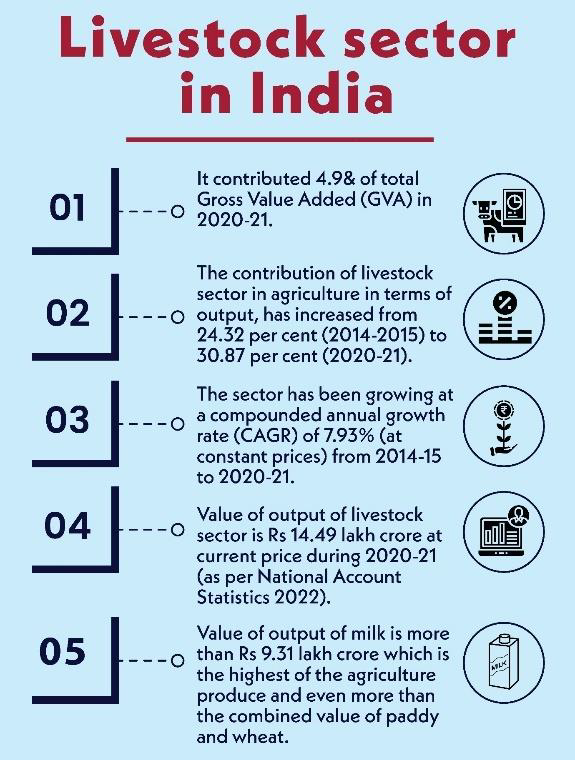 Livestock sector
in India
01
It contributed 4.9& of total
Gross Value Added (GVA) in
2020-21.
02
The contribution of livestock
sector in agriculture in terms of
output, has increased from
24.32 per cent (2014-2015) to
30.87 per cent (2020-21).
03
The sector has been growing at
a compounded annual growth
rate (CAGR) of 7.93% (at
constant prices) from 2014-15
to 2020-21.
04
Value of output of livestock
sector is Rs 14.49 lakh crore at
current price during 2020-21
(as per National Account
Statistics 2022).
05
Value of output of milk is more
than Rs 9.31 lakh crore which is
the highest of the agriculture
produce and even more than
the combined value of paddy
and wheat.
MILK